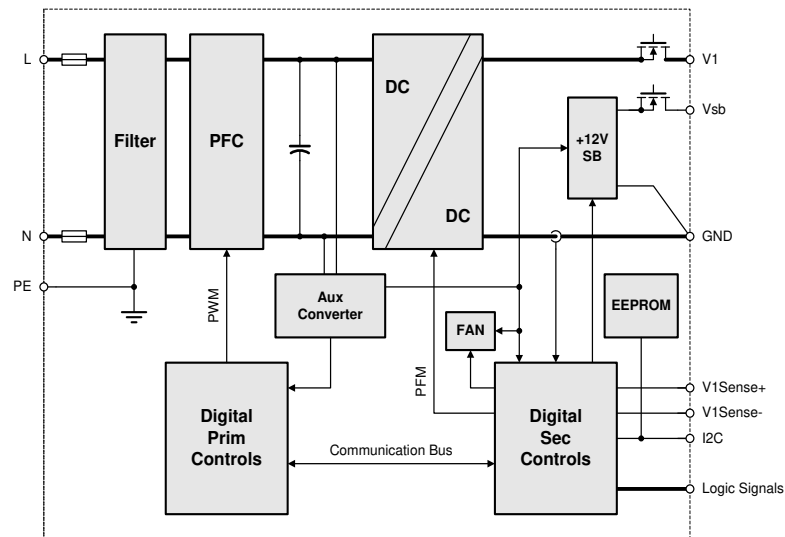 L
Filter
PFC
DC
DC
V1
Vsb
+12V
SB
N
GND
PE
PWM
Aux
Converter
EEPROM
FAN
PFM
V1Sense+
V1Sense-
I2C
Digital
Prim
Controls
Communication Bus
Digital
Sec
Controls
Logic Signals